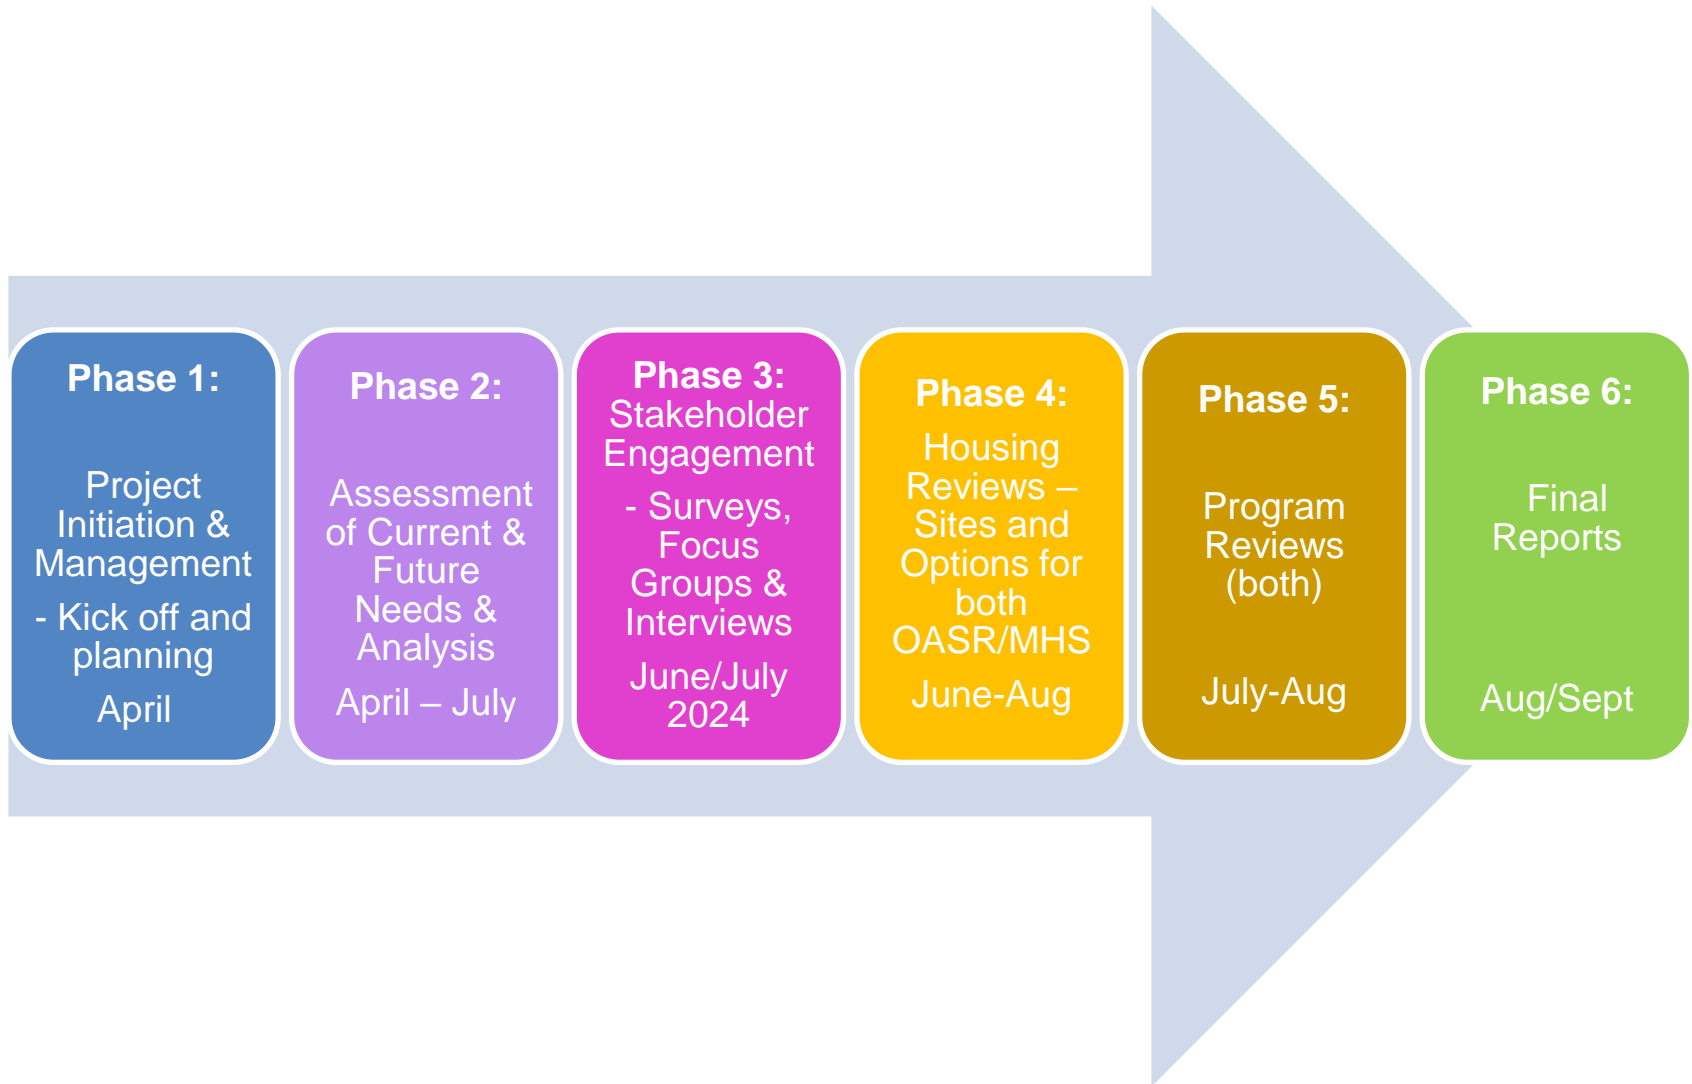 Phase 1:
Project
Initiation &
Management
- Kick off and
planning
April
Phase 2:
Assessment
of Current &
Future
Needs &
Analysis
April – July
Phase 3:
Stakeholder
Engagement
- Surveys,
Focus
Groups &
Interviews
June/July
2024
Phase 4:
Housing
Reviews –
Sites and
Options for
both
OASR/MHS
June-Aug
Phase 5:
Program
Reviews
(both)
July-Aug
Phase 6:
Final
Reports
Aug/Sept